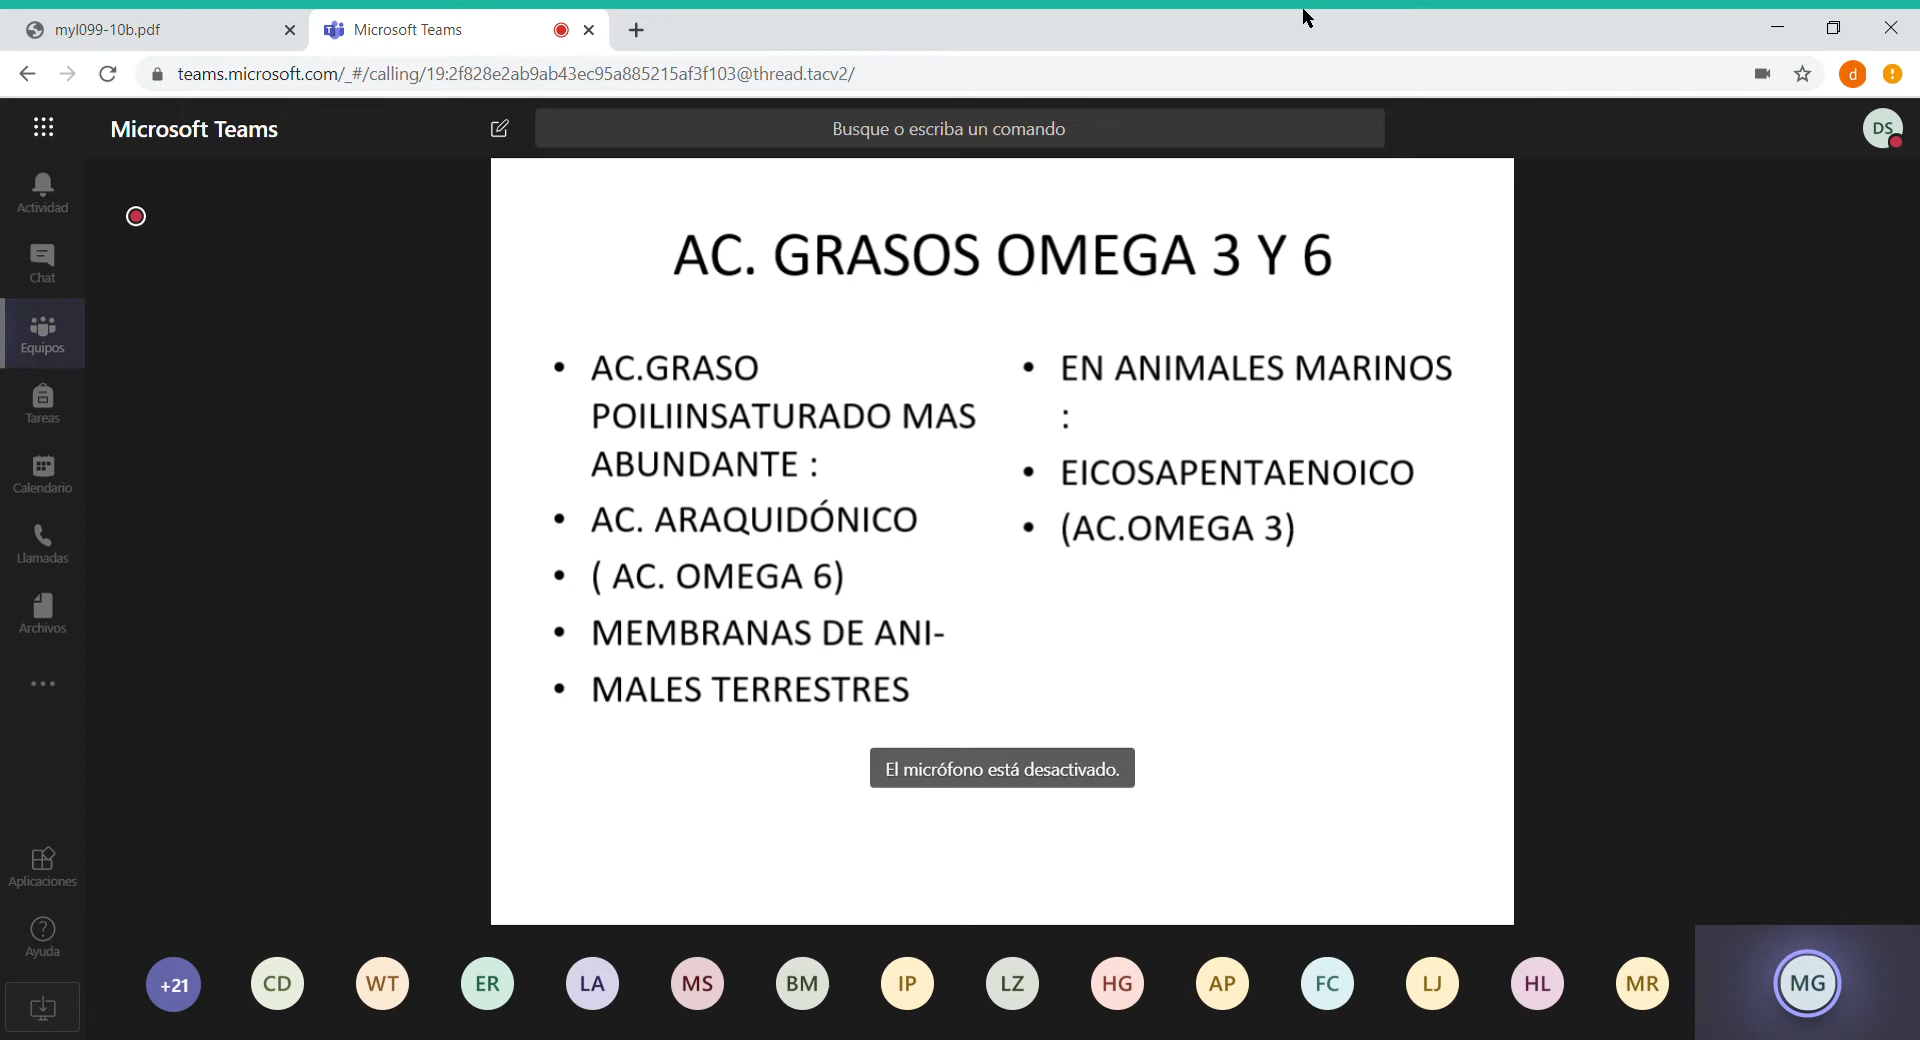 myl099-10b.pdf
Microsoft Teams
teams.microsoft.com/_#/calling/19:2f828e2ab9ab43ec95a885215af3f103@thread.tacv2/
d
Microsoft Teams
Busque o escriba un comando
DS
Actividad
Chat
Equipos
Tareas
Calendario
Llamadas
Archivos
Aplicaciones
Ayuda
AC. GRASOS OMEGA 3 Y 6
• AC.GRASO
POILIINSATURADO MAS
ABUNDANTE :
• AC. ARAQUIDÓNICO
• ( AC. OMEGA 6)
• MEMBRANAS DE ANI-
• MALES TERRESTRES
• EN ANIMALES MARINOS
:
• EICOSAPENTAENOICO
• (AC.OMEGA 3)
El micrófono está desactivado.
+21 CD WT ER LA MS BM IP LZ HG AP FC LJ HL MR MG